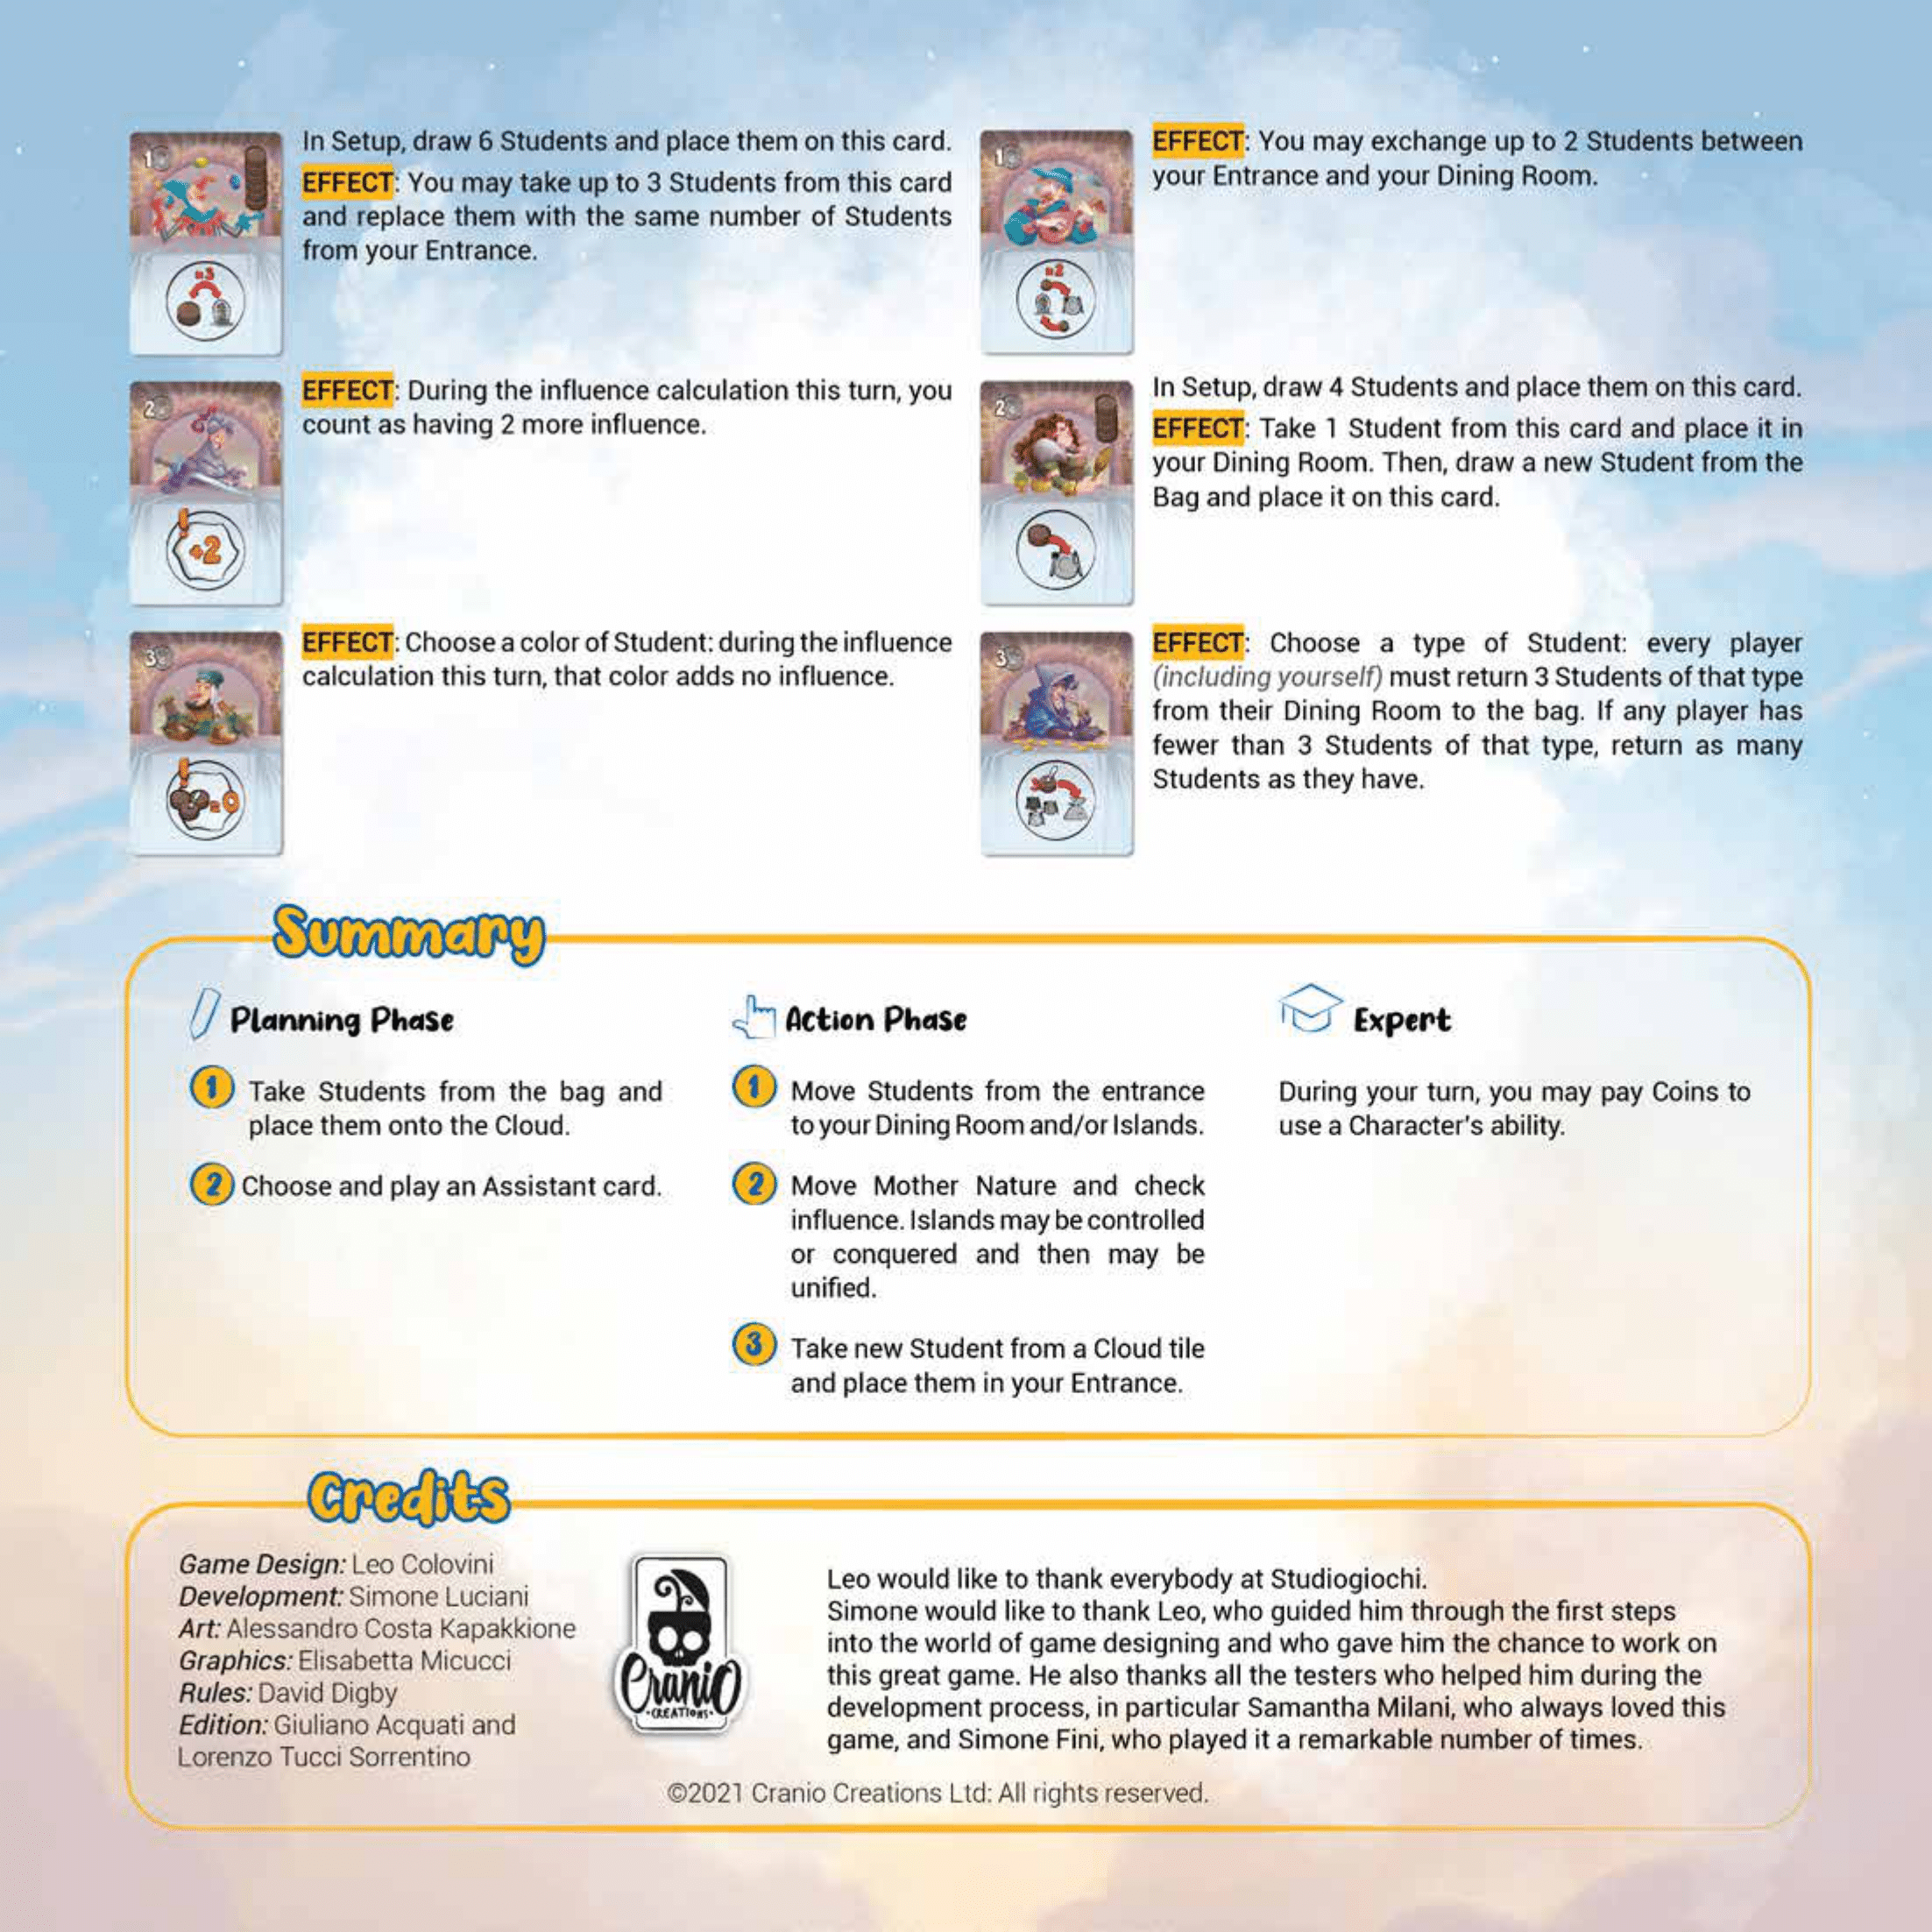 1
In Setup, draw 6 Students and place them on this card.
EFFECT: You may take up to 3 Students from this card
and replace them with the same number of Students
from your Entrance.
x3
1
EFFECT: You may exchange up to 2 Students between
your Entrance and your Dining Room.
x2
2
EFFECT: During the influence calculation this turn, you
count as having 2 more influence.
+2
2
In Setup, draw 4 Students and place them on this card.
EFFECT: Take 1 Student from this card and place it in
your Dining Room. Then, draw a new Student from the
Bag and place it on this card.
3
EFFECT: Choose a color of Student: during the influence
calculation this turn, that color adds no influence.
=0
3
EFFECT: Choose a type of Student: every player
(including yourself) must return 3 Students of that type
from their Dining Room to the bag. If any player has
fewer than 3 Students of that type, return as many
Students as they have.
Summary
Planning Phase
1 Take Students from the bag and
place them onto the Cloud.
2 Choose and play an Assistant card.
Action Phase
1 Move Students from the entrance
to your Dining Room and/or Islands.
2 Move Mother Nature and check
influence. Islands may be controlled
or conquered and then may be
unified.
3 Take new Student from a Cloud tile
and place them in your Entrance.
Expert
During your turn, you may pay Coins to
use a Character's ability.
Credits
Game Design: Leo Colovini
Development: Simone Luciani
Art: Alessandro Costa Kapakkione
Graphics: Elisabetta Micucci
Rules: David Digby
Edition: Giuliano Acquati and
Lorenzo Tucci Sorrentino
Cranio
•CREATIONS•
Leo would like to thank everybody at Studiogiochi.
Simone would like to thank Leo, who guided him through the first steps
into the world of game designing and who gave him the chance to work on
this great game. He also thanks all the testers who helped him during the
development process, in particular Samantha Milani, who always loved this
game, and Simone Fini, who played it a remarkable number of times.
©2021 Cranio Creations Ltd: All rights reserved.